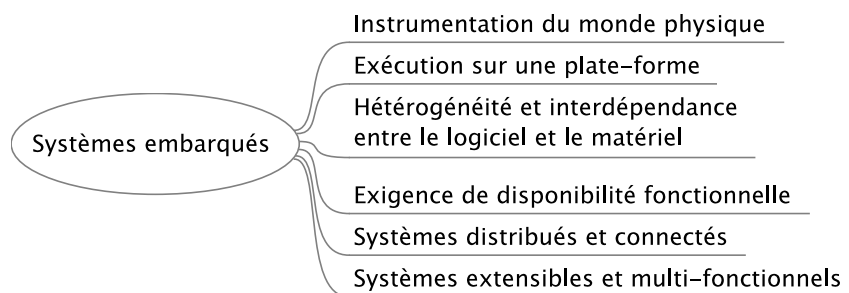 Instrumentation du monde physique
Exécution sur une plate-forme
Hétérogénéité et interdépendance
entre le logiciel et le matériel
Systèmes embarqués
Exigence de disponibilité fonctionnelle
Systèmes distribués et connectés
Systèmes extensibles et multi-fonctionnels